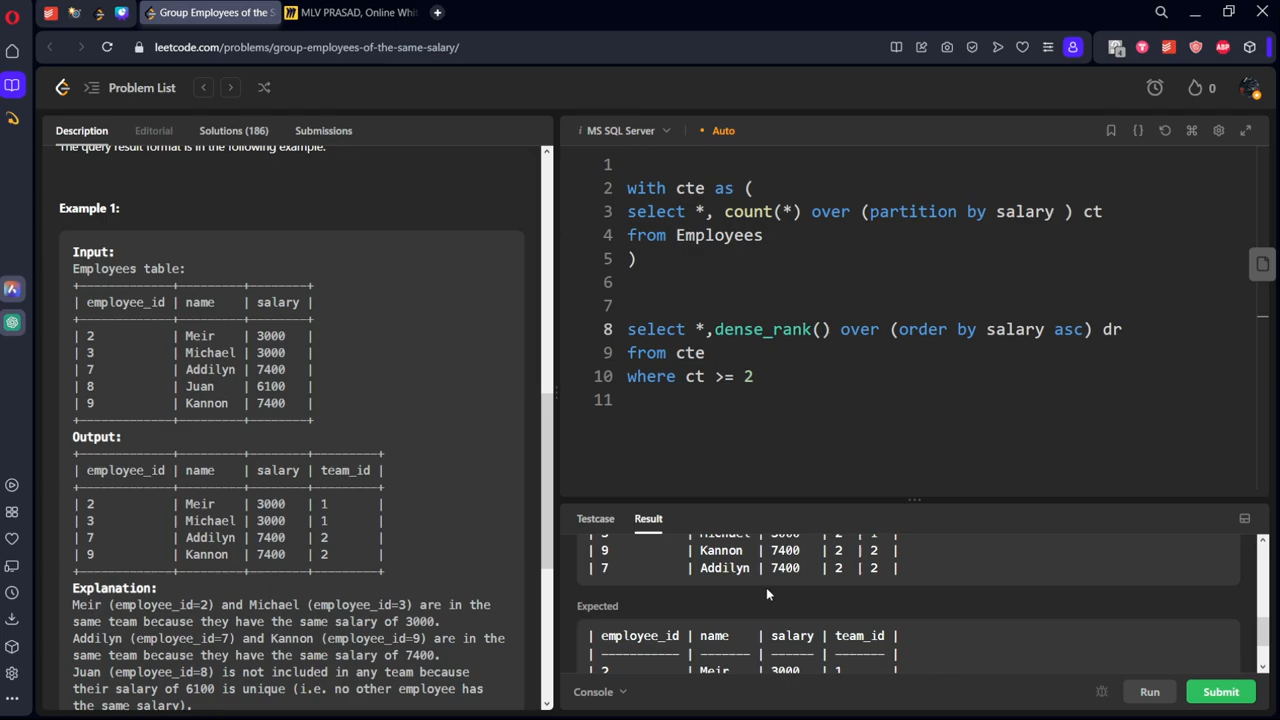 Group Employees of the S
MLV PRASAD, Online Whit
leetcode.com/problems/group-employees-of-the-same-salary/
Problem List
0
Description
Editorial
Solutions (186)
Submissions
The query result format is in the following example.
Example 1:
Input:
Employees table:
| employee_id | name | salary |
| 2 | Meir | 3000 |
| 3 | Michael | 3000 |
| 7 | Addilyn | 7400 |
| 8 | Juan | 6100 |
| 9 | Kannon | 7400 |
Output:
| employee_id | name | salary | team_id |
| 2 | Meir | 3000 | 1 |
| 3 | Michael | 3000 | 1 |
| 7 | Addilyn | 7400 | 2 |
| 9 | Kannon | 7400 | 2 |
Explanation:
Meir (employee_id=2) and Michael (employee_id=3) are in the
same team because they have the same salary of 3000.
Addilyn (employee_id=7) and Kannon (employee_id=9) are in the
same team because they have the same salary of 7400.
Juan (employee_id=8) is not included in any team because
their salary of 6100 is unique (i.e. no other employee has
the same salary).
i MS SQL Server
• Auto
1
2 with cte as (
3 select *, count(*) over (partition by salary ) ct
4 from Employees
5 )
6
7
8 select *,dense_rank() over (order by salary asc) dr
9 from cte
10 where ct >= 2
11
Testcase
Result
| 3 | Michael | 3000 | 2 | 1 |
| 9 | Kannon | 7400 | 2 | 2 |
| 7 | Addilyn | 7400 | 2 | 2 |
Expected
| employee_id | name | salary | team_id |
| 2 | Meir | 3000 | 1 |
Console
Run
Submit